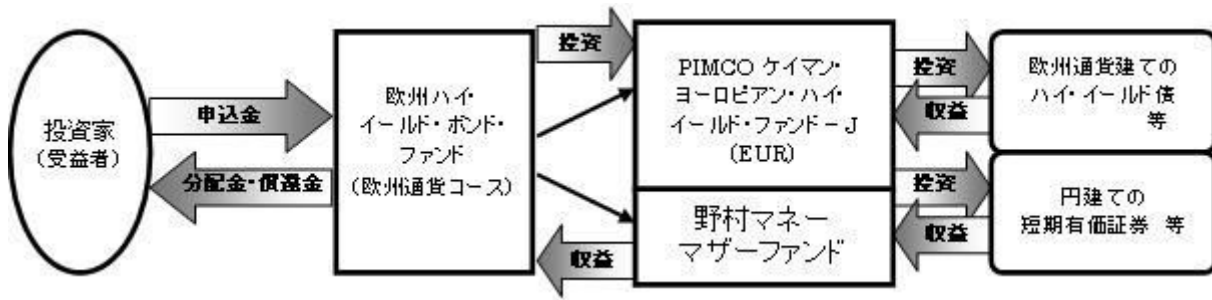 投資家
（受益者）
申込金
分配金・償還金
欧州ハイ・
イールド・ボンド・
ファンド
（欧州通貨コース）
投資
収益
PIMCO ケイマン・
ヨーロピアン・ハイ・
イールド・ファンド－J
(EUR)
野村マネー
マザーファンド
投資
収益
投資
収益
欧州通貨建ての
ハイ・イールド債
等
円建ての
短期有価証券 等